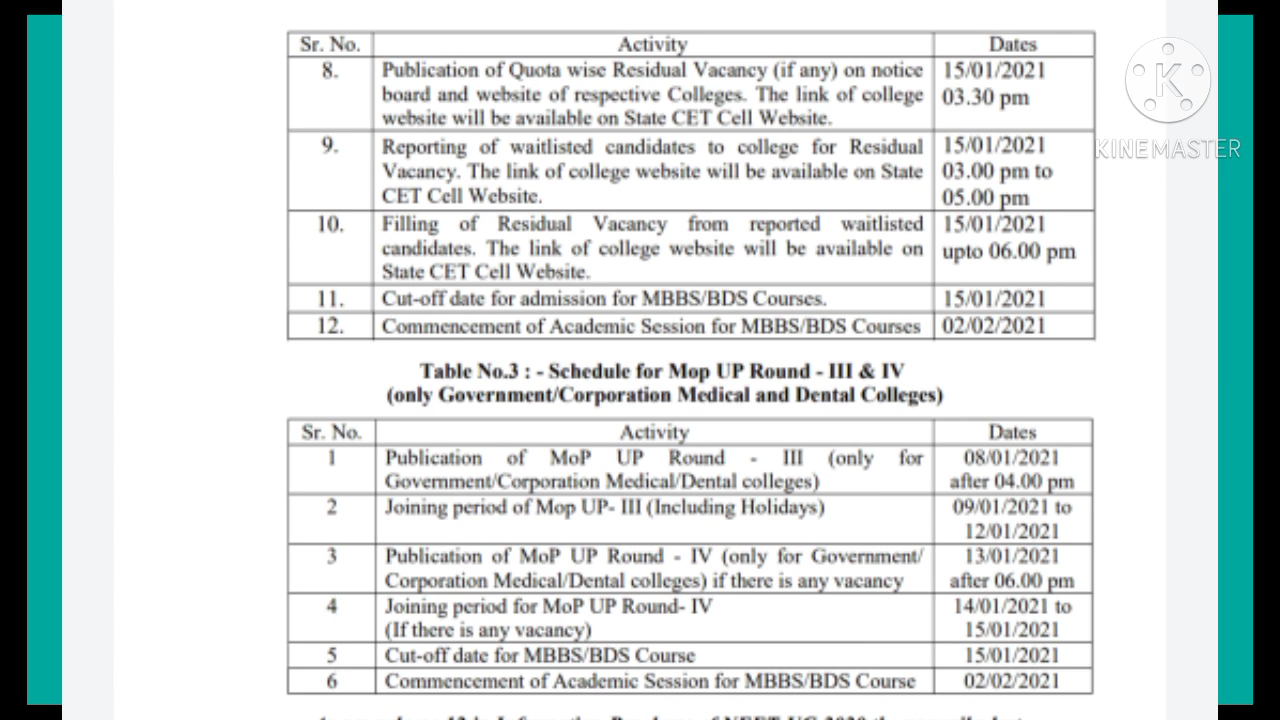 Sr. No. Activity Dates
8. Publication of Quota wise Residual Vacancy (if any) on notice 15/01/2021
board and website of respective Colleges. The link of college 03.30 pm
website will be available on State CET Cell Website.
9. Reporting of waitlisted candidates to college for Residual 15/01/2021
Vacancy. The link of college website will be available on State 03.00 pm to
CET Cell Website. 05.00 pm
10. Filling of Residual Vacancy from reported waitlisted 15/01/2021
candidates. The link of college website will be available on upto 06.00 pm
State CET Cell Website.
11. Cut-off date for admission for MBBS/BDS Courses. 15/01/2021
12. Commencement of Academic Session for MBBS/BDS Courses 02/02/2021
Table No.3 : - Schedule for Mop UP Round - III & IV
(only Government/Corporation Medical and Dental Colleges)
Sr. No. Activity Dates
1 Publication of MoP UP Round - III (only for 08/01/2021
Government/Corporation Medical/Dental colleges) after 04.00 pm
2 Joining period of Mop UP- III (Including Holidays) 09/01/2021 to
12/01/2021
3 Publication of MoP UP Round - IV (only for Government/ 13/01/2021
Corporation Medical/Dental colleges) if there is any vacancy after 06.00 pm
4 Joining period for MoP UP Round- IV 14/01/2021 to
(If there is any vacancy) 15/01/2021
5 Cut-off date for MBBS/BDS Course 15/01/2021
6 Commencement of Academic Session for MBBS/BDS Course 02/02/2021
K
KINEMASTER